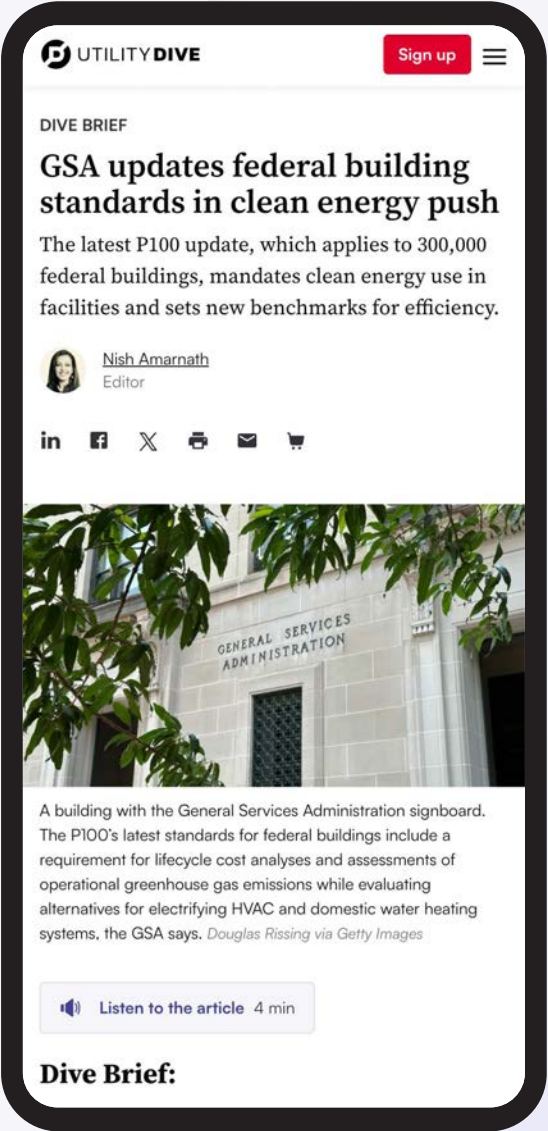 UTILITY DIVE
Sign up
DIVE BRIEF
GSA updates federal building
standards in clean energy push
The latest P100 update, which applies to 300,000
federal buildings, mandates clean energy use in
facilities and sets new benchmarks for efficiency.
Nish Amarnath
Editor
GENERAL SERVICES
ADMINISTRATION
A building with the General Services Administration signboard.
The P100's latest standards for federal buildings include a
requirement for lifecycle cost analyses and assessments of
operational greenhouse gas emissions while evaluating
alternatives for electrifying HVAC and domestic water heating
systems, the GSA says. Douglas Rissing via Getty Images
Listen to the article 4 min
Dive Brief: